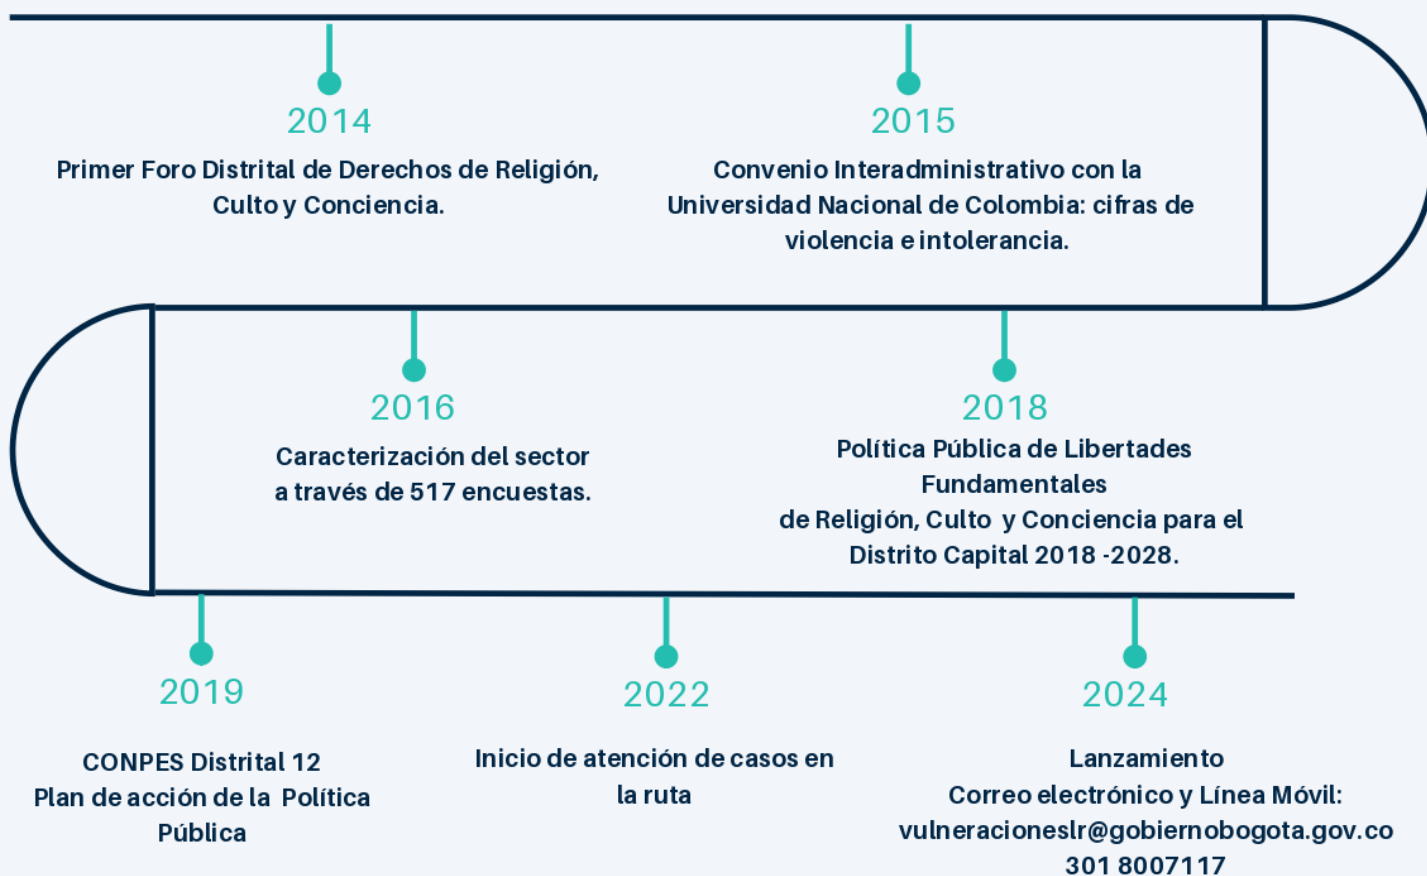 2014
Primer Foro Distrital de Derechos de Religión,
Culto y Conciencia.
2015
Convenio Interadministrativo con la
Universidad Nacional de Colombia: cifras de
violencia e intolerancia.
2016
Caracterización del sector
a través de 517 encuestas.
2018
Política Pública de Libertades
Fundamentales
de Religión, Culto y Conciencia para el
Distrito Capital 2018 -2028.
2019
CONPES Distrital 12
Plan de acción de la Política
Pública
2022
Inicio de atención de casos en
la ruta
2024
Lanzamiento
Correo electrónico y Línea Móvil:
vulneracioneslr@gobiernobogota.gov.co
301 8007117